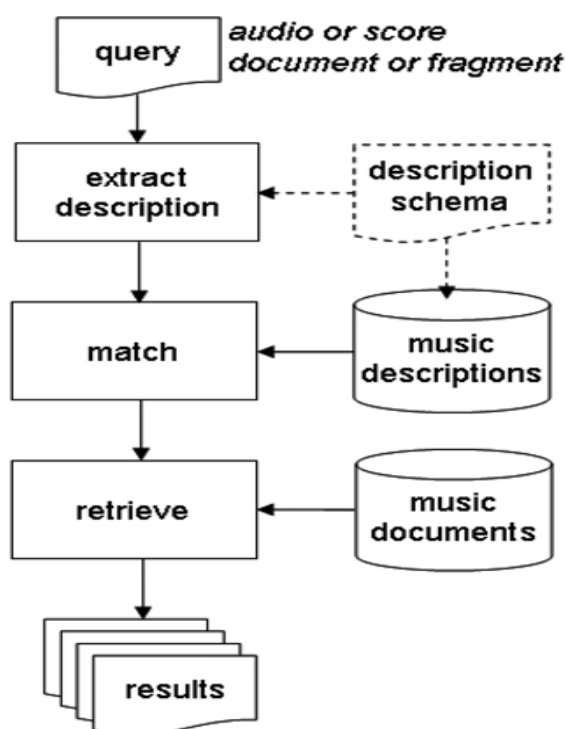 query
audio or score
document or fragment
extract
description
description
schema
match
music
descriptions
retrieve
music
documents
results